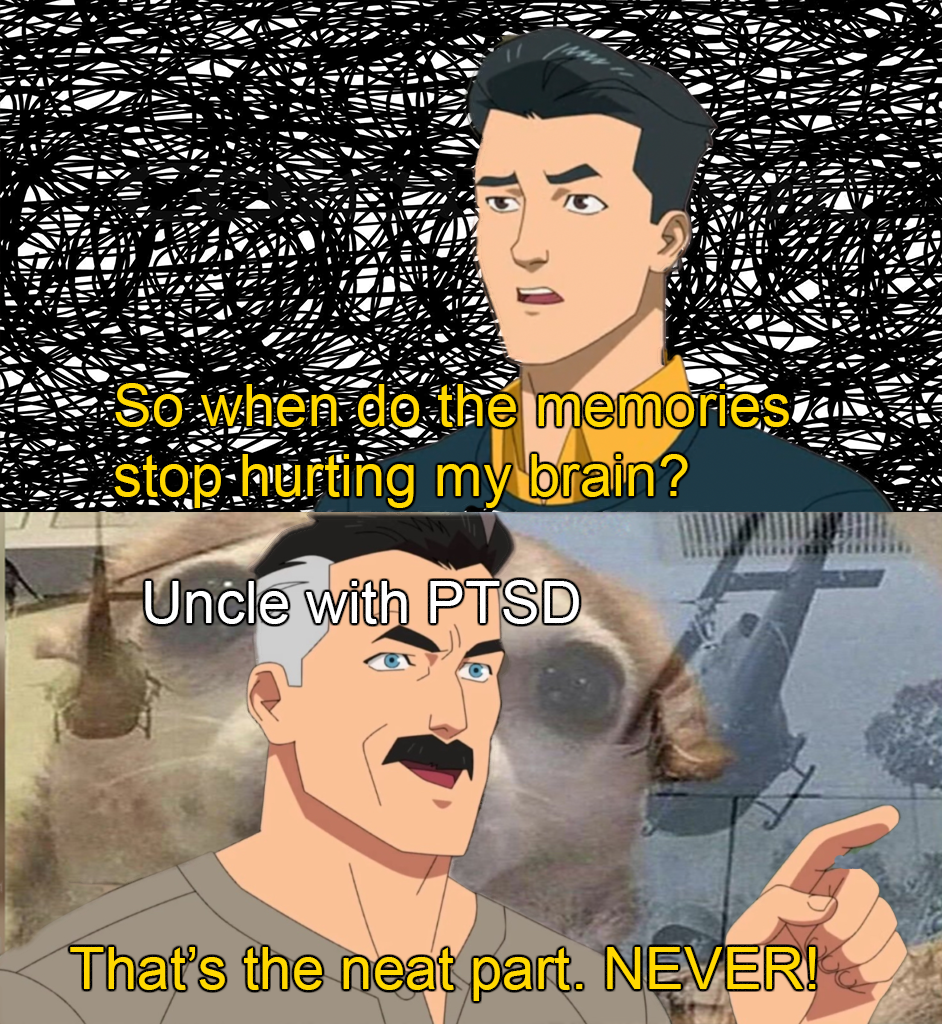 So when do the memories
stop hurting my brain?
Uncle with PTSD
That’s the neat part. NEVER!